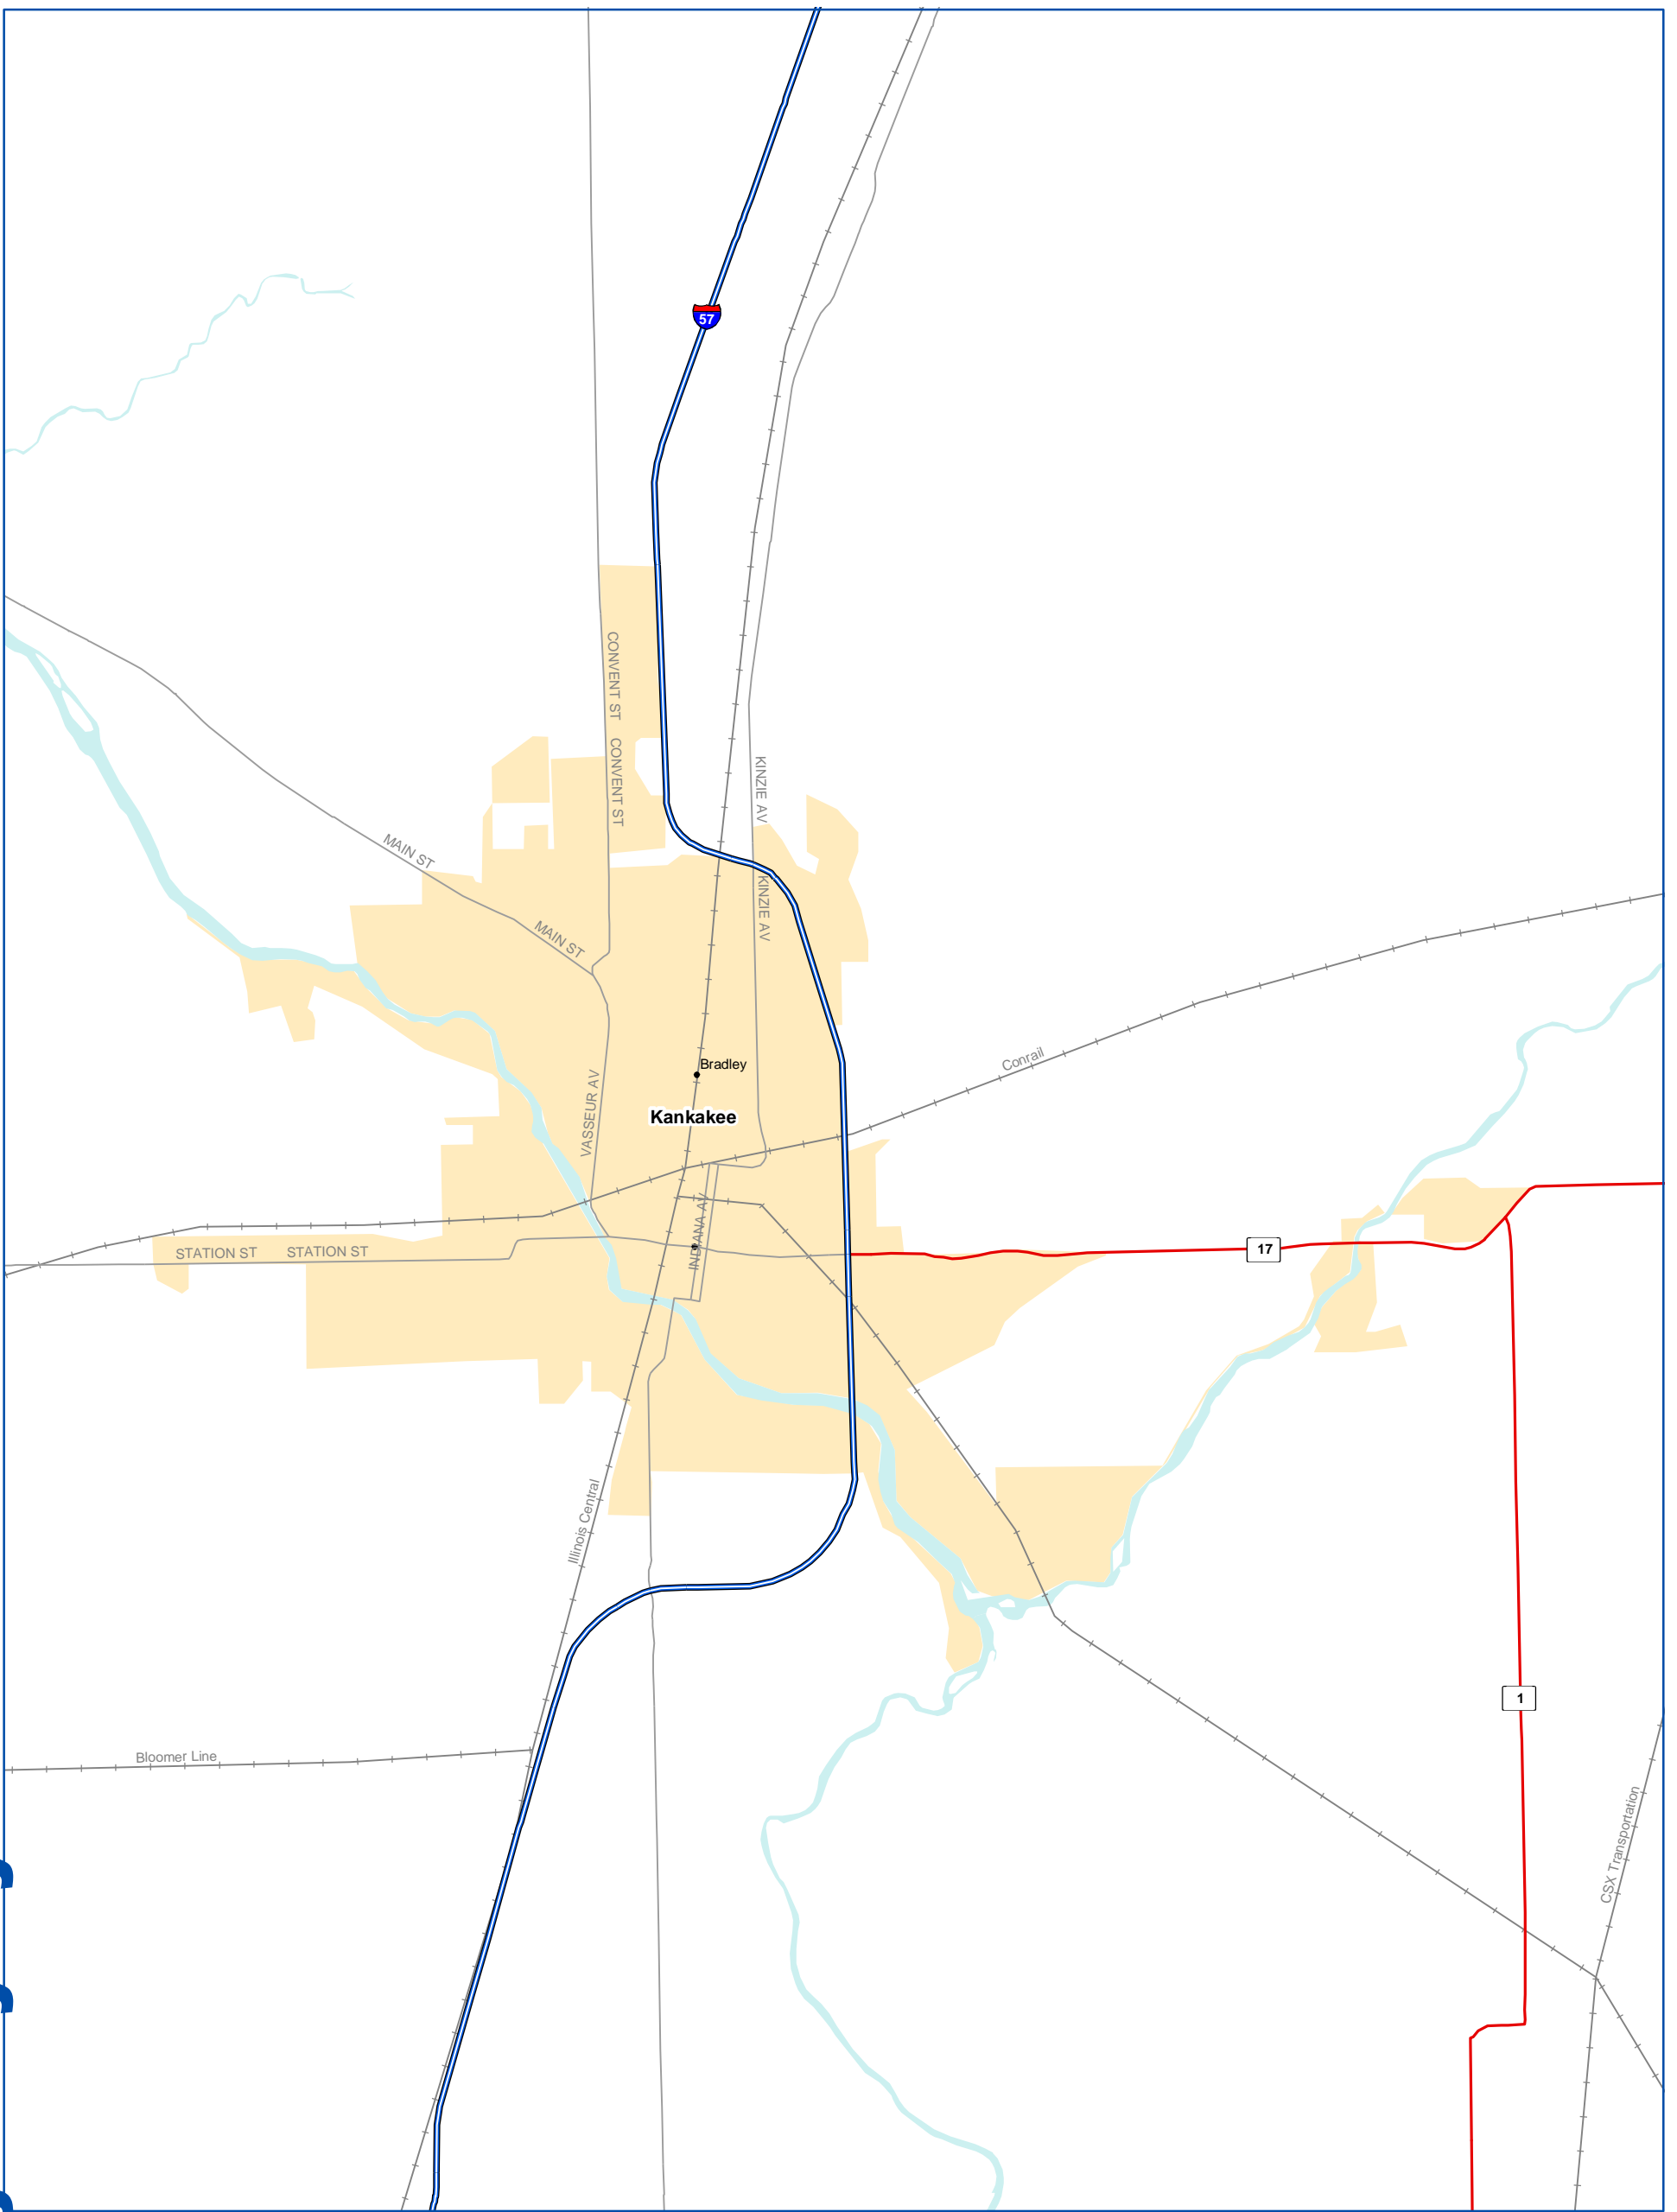 57
CONVENT ST
CONVENT ST
KINZIE AV
MAIN ST
KINZIE AV
MAIN ST
Conrail
Bradley
VASSEUR AV
Kankakee
INDIANA AV
STATION ST
STATION ST
17
Illinois Central
1
Bloomer Line
CSX Transportation